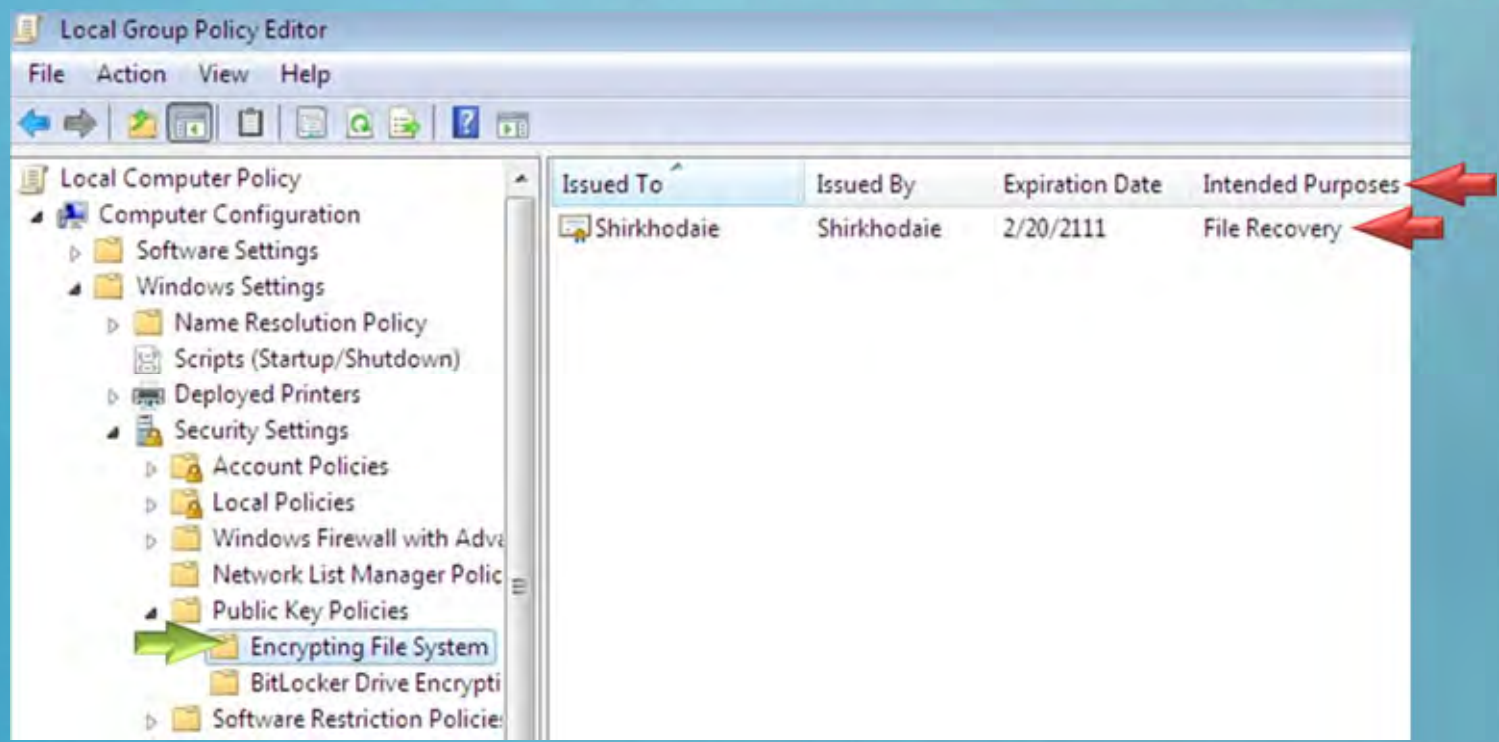 Local Group Policy Editor
File Action View Help
Local Computer Policy
Computer Configuration
Software Settings
Windows Settings
Name Resolution Policy
Scripts (Startup/Shutdown)
Deployed Printers
Security Settings
Account Policies
Local Policies
Windows Firewall with Adva
Network List Manager Polic
Public Key Policies
Encrypting File System
BitLocker Drive Encrypti
Software Restriction Policies
Issued To Issued By Expiration Date Intended Purposes
Shirkhodaie Shirkhodaie 2/20/2111 File Recovery